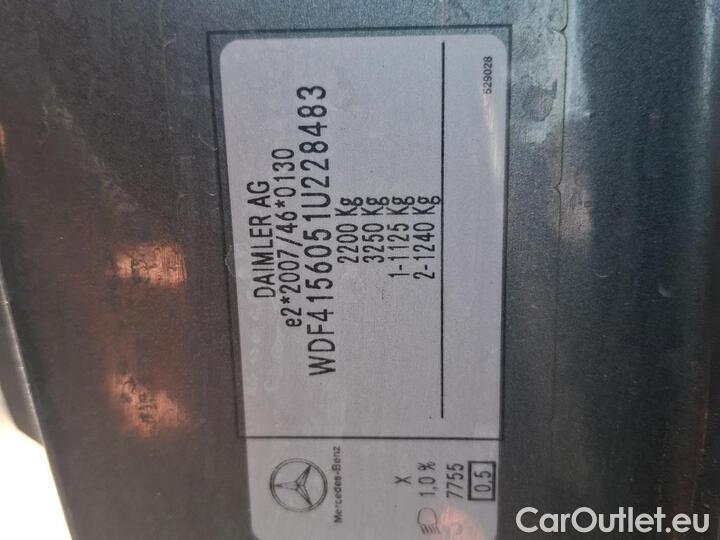 DAIMLER AG
e2*2007/46*0130
WDF4156051U228483
2200 Kg
3250 Kg
1-1125 Kg
2-1240 Kg
529028
Mercedes-Benz
X
1,0 %
7755
0,5
CarOutlet.eu